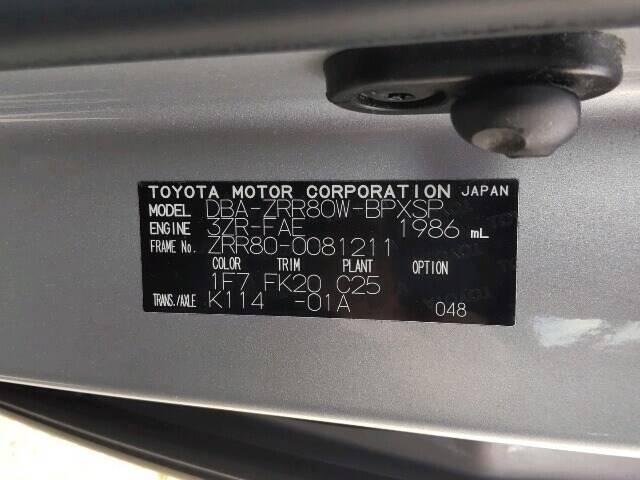 TOYOTA MOTOR CORPORATION JAPAN
MODEL DBA-ZRR80W-BPXSP
ENGINE 3ZR-FAE 1986 mL
FRAME No. ZRR80-0081211
COLOR TRIM PLANT OPTION
1F7 FK20 C25
TRANS./AXLE K114 -01A
048